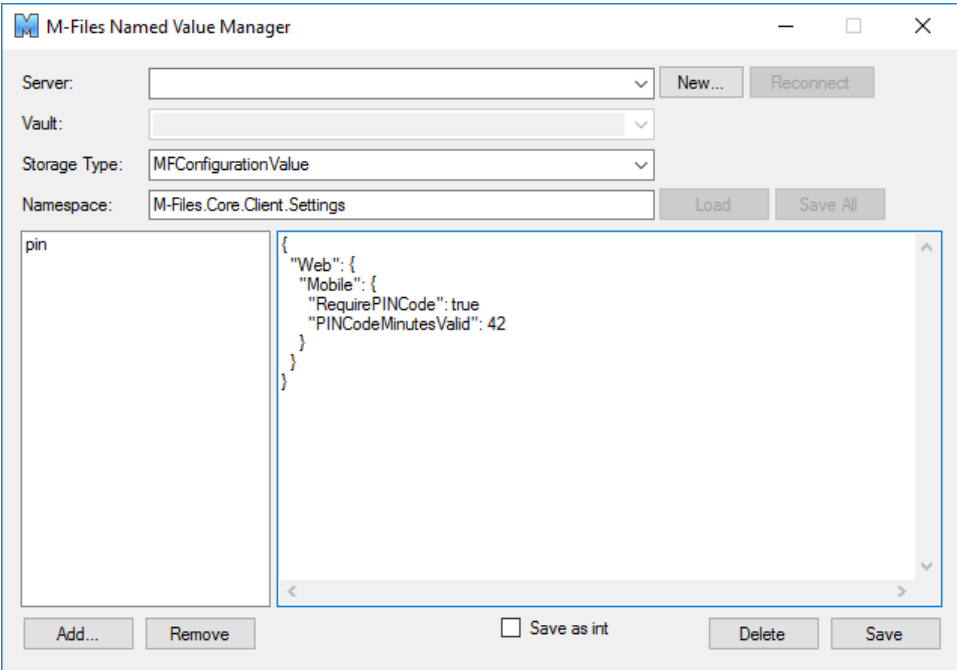 M-Files Named Value Manager
Server:
New...
Reconnect
Vault:
Storage Type:
MFConfigurationValue
Namespace:
M-Files.Core.Client.Settings
Load
Save All
pin
{
"Web": {
"Mobile": {
"RequirePINCode": true
"PINCodeMinutesValid": 42
}
}
}
Add...
Remove
Save as int
Delete
Save